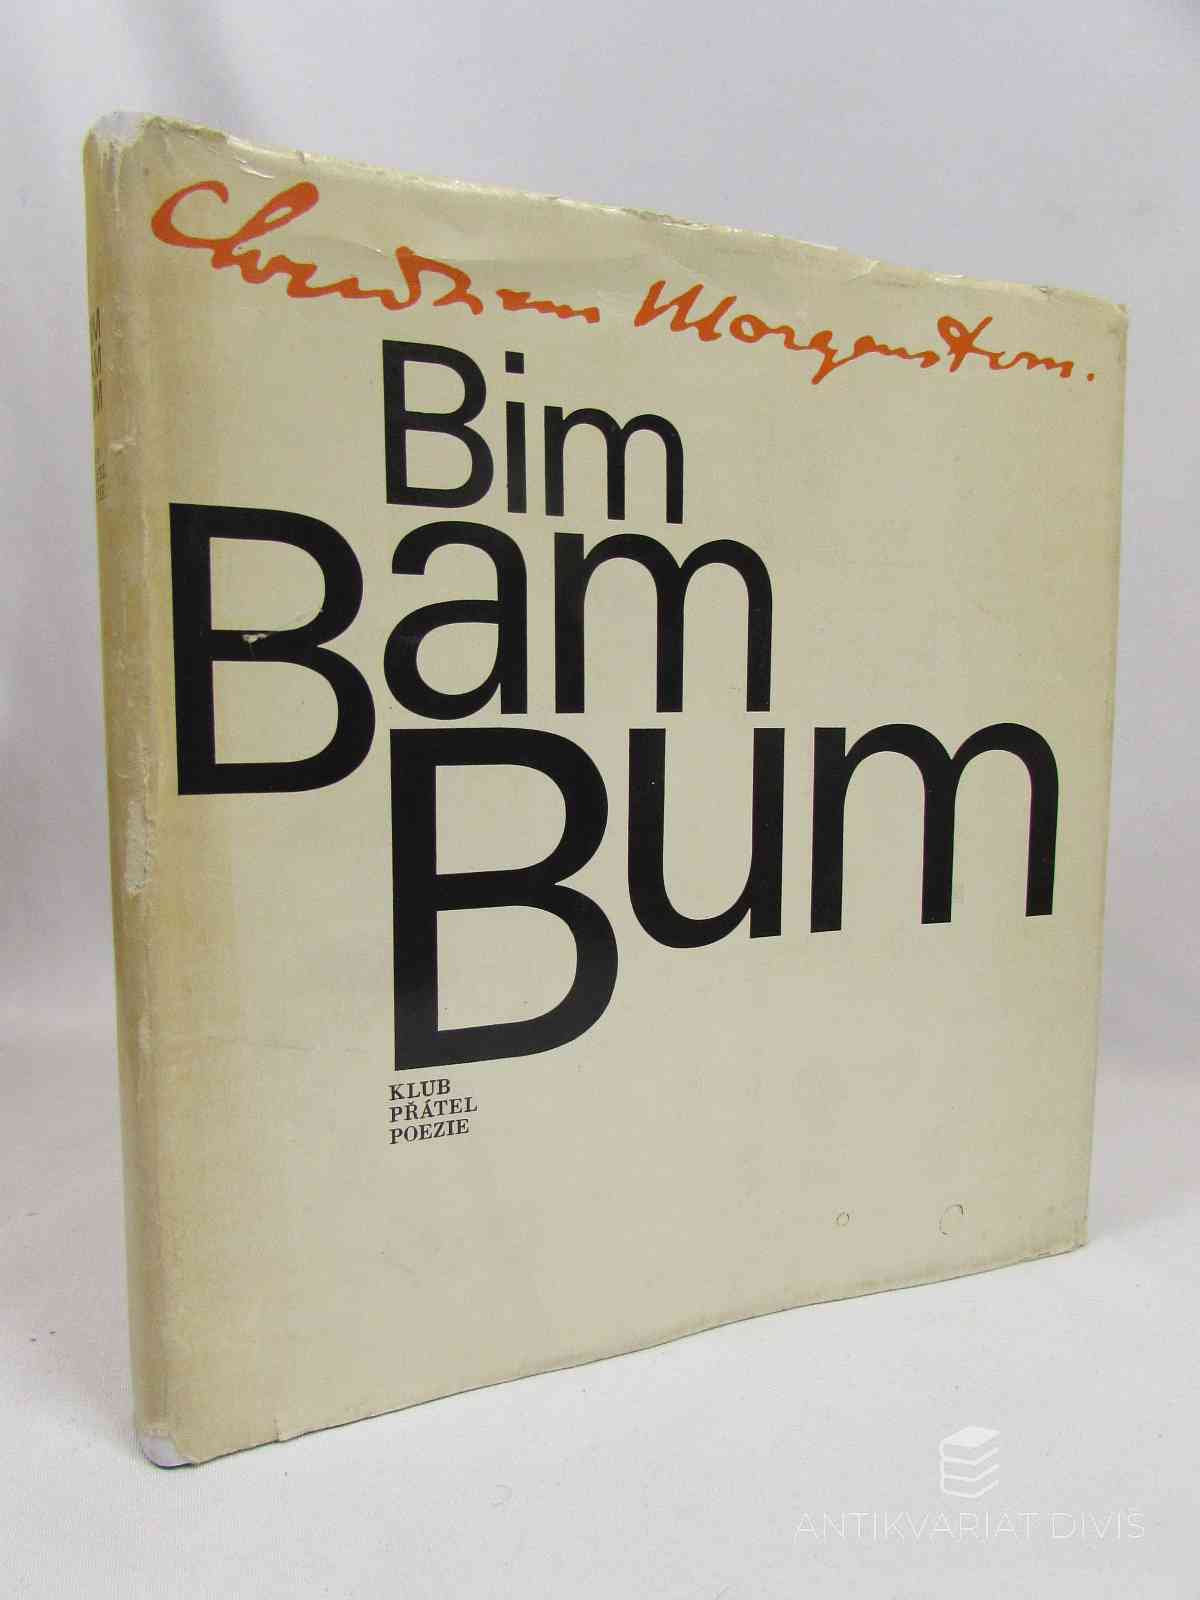 Christian Morgenstern.
Bim
Bam
Bum
KLUB
PŘÁTEL
POEZIE
ANTIKVARIÁT DIVIŠ